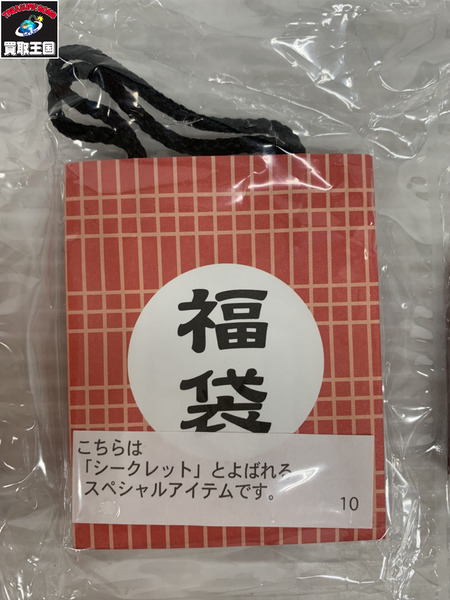 買取王国
福
袋
こちらは
「シークレット」とよばれる
スペシャルアイテムです。
10